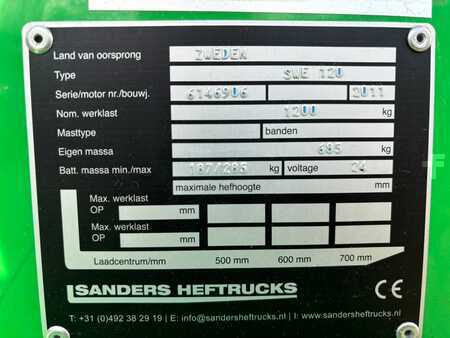 Land van oorsprong ZWEDEN
Type SWE 120
Serie/motor nr./bouwj. 6146906 2011
Nom. werklast 1200 kg
Masttype banden
Eigen massa 685 kg
Batt. massa min./max 187/285 kg voltage 24
maximale hefhoogte mm
Max. werklast
OP mm
Max. werklast
OP mm
Laadcentrum/mm 500 mm 600 mm 700 mm
SANDERS HEFTRUCKS CE
T: +31 (0)492 38 29 19 | E: info@sandersheftrucks.nl | I: www.sandersheftrucks.nl